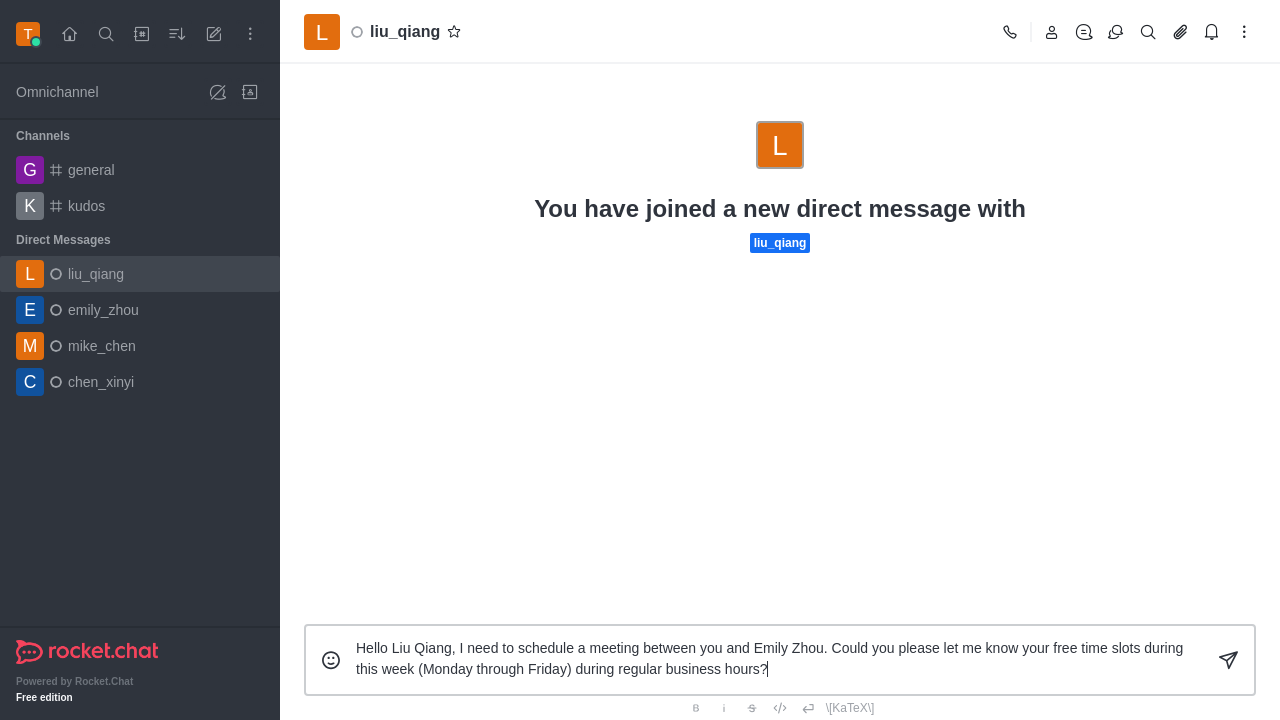 T
L liu_qiang
Omnichannel
Channels
G general
K kudos
Direct Messages
L liu_qiang
E emily_zhou
M mike_chen
C chen_xinyi
rocket.chat
Powered by Rocket.Chat
Free edition
L
You have joined a new direct message with
liu_qiang
Hello Liu Qiang, I need to schedule a meeting between you and Emily Zhou. Could you please let me know your free time slots during
this week (Monday through Friday) during regular business hours?
B i S \[KaTeX\]